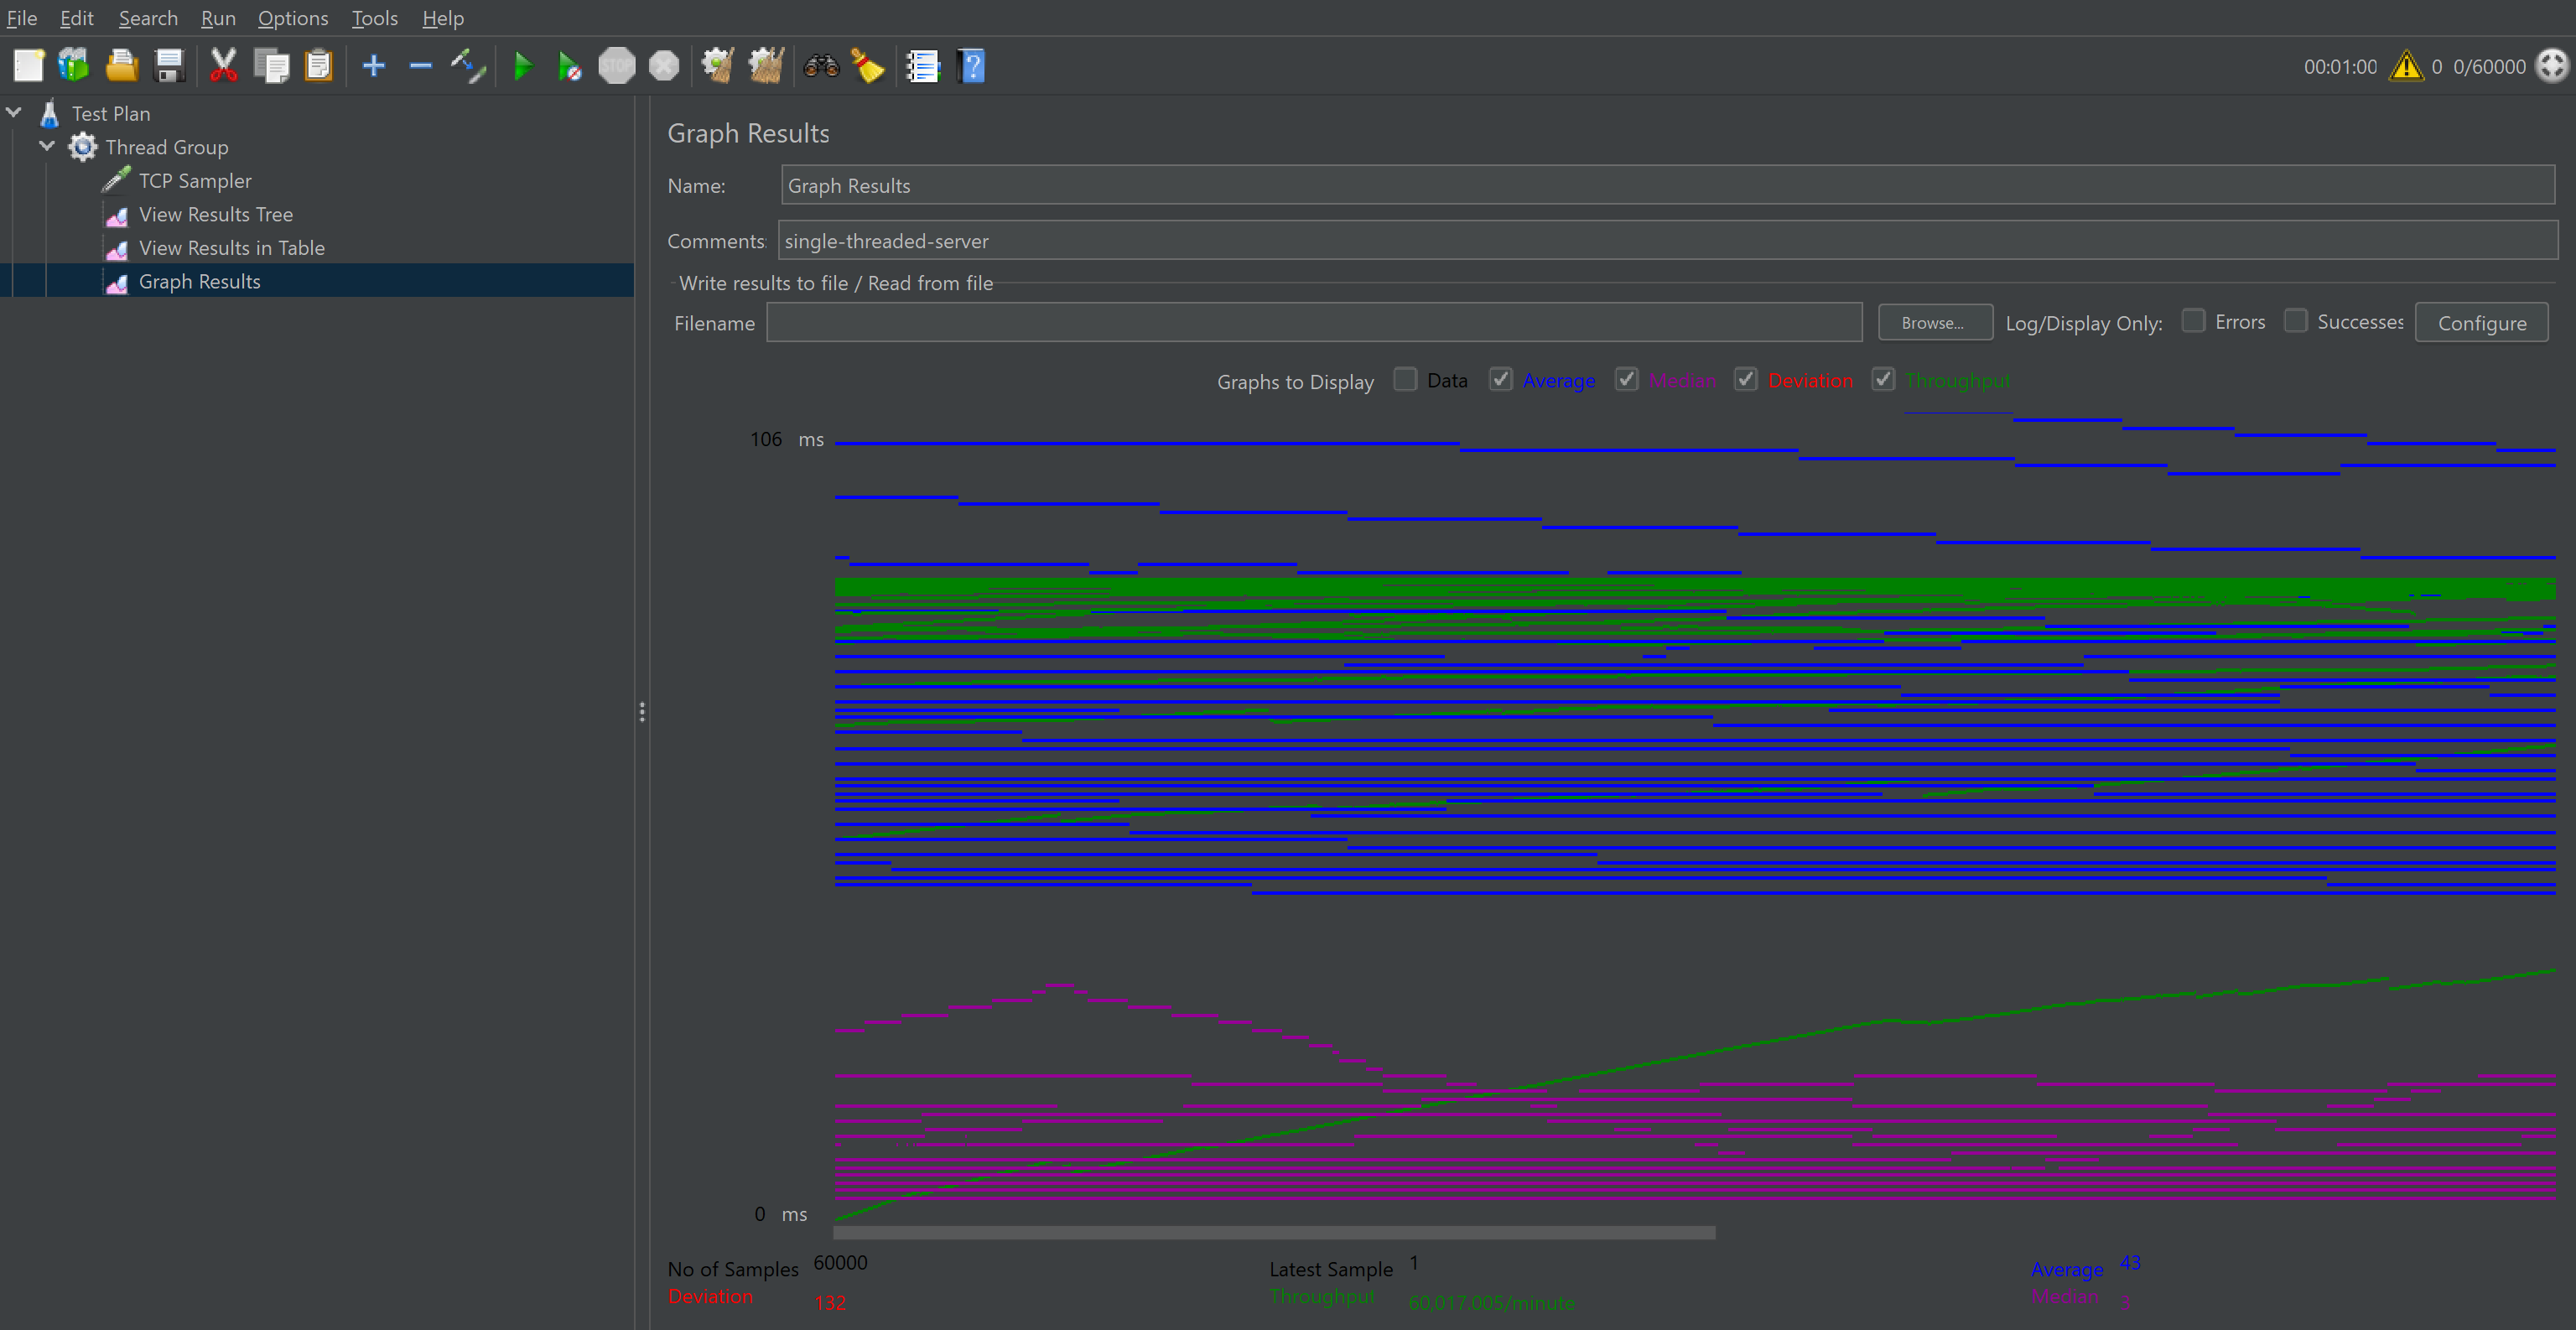 File Edit Search Run Options Tools Help
STOP
00:01:00 0 0/60000
Test Plan
Thread Group
TCP Sampler
View Results Tree
View Results in Table
Graph Results
Graph Results
Name: Graph Results
Comments: single-threaded-server
Write results to file / Read from file
Filename Browse... Log/Display Only: Errors Successes Configure
Graphs to Display Data Average Median Deviation Throughput
106 ms
0 ms
No of Samples 60000 Latest Sample 1 Average 43
Deviation 132 Throughput 60,017.005/minute Median 3